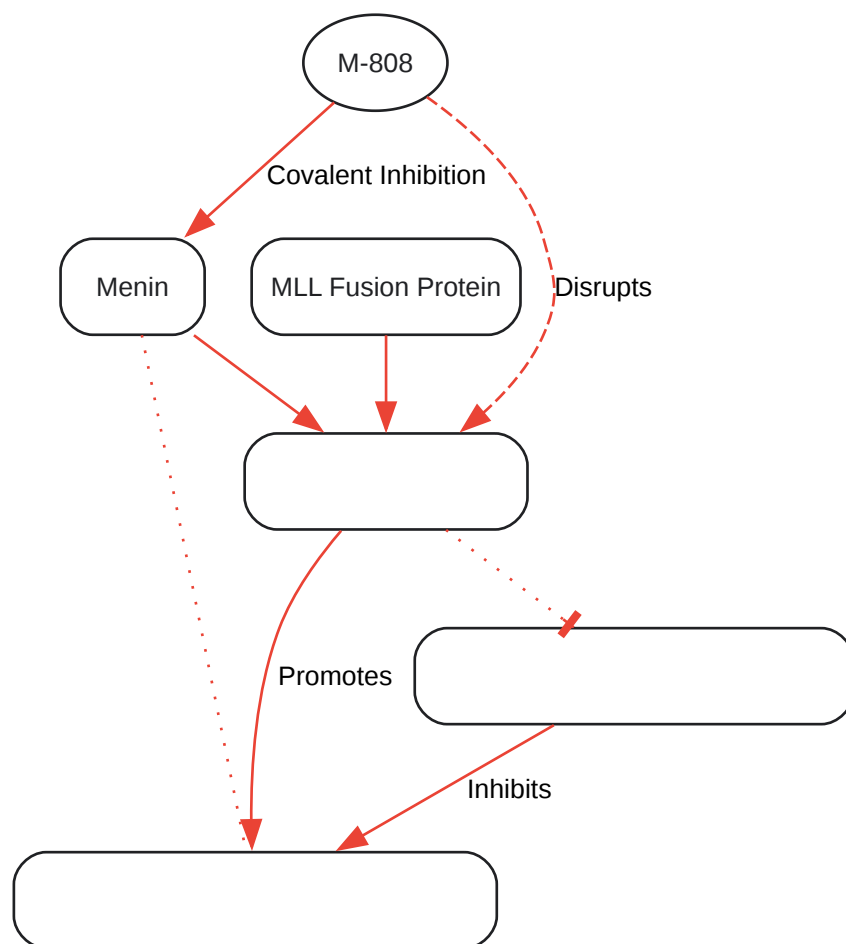 M-808
Covalent Inhibition
Menin
MLL Fusion Protein
Disrupts
Promotes
Inhibits